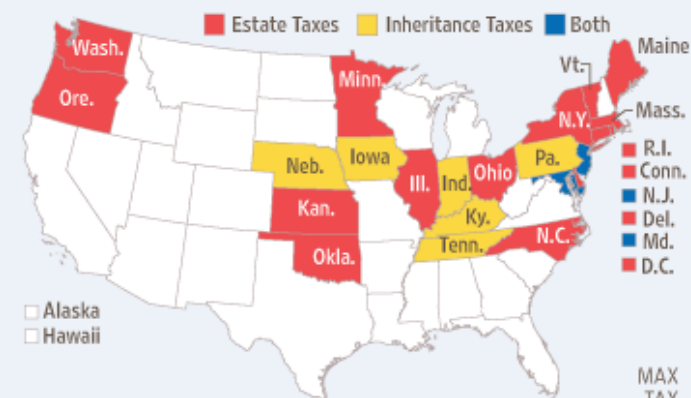 Estate Taxes Inheritance Taxes Both
Wash.
Ore.
Minn.
Vt.
Maine
N.Y.
Mass.
Neb.
Iowa
Ill.
Ind.
Ohio
Pa.
Kan.
Ky.
Okla.
Tenn.
N.C.
R.I.
Conn.
N.J.
Del.
Md.
D.C.
Alaska
Hawaii
MAX
TAX